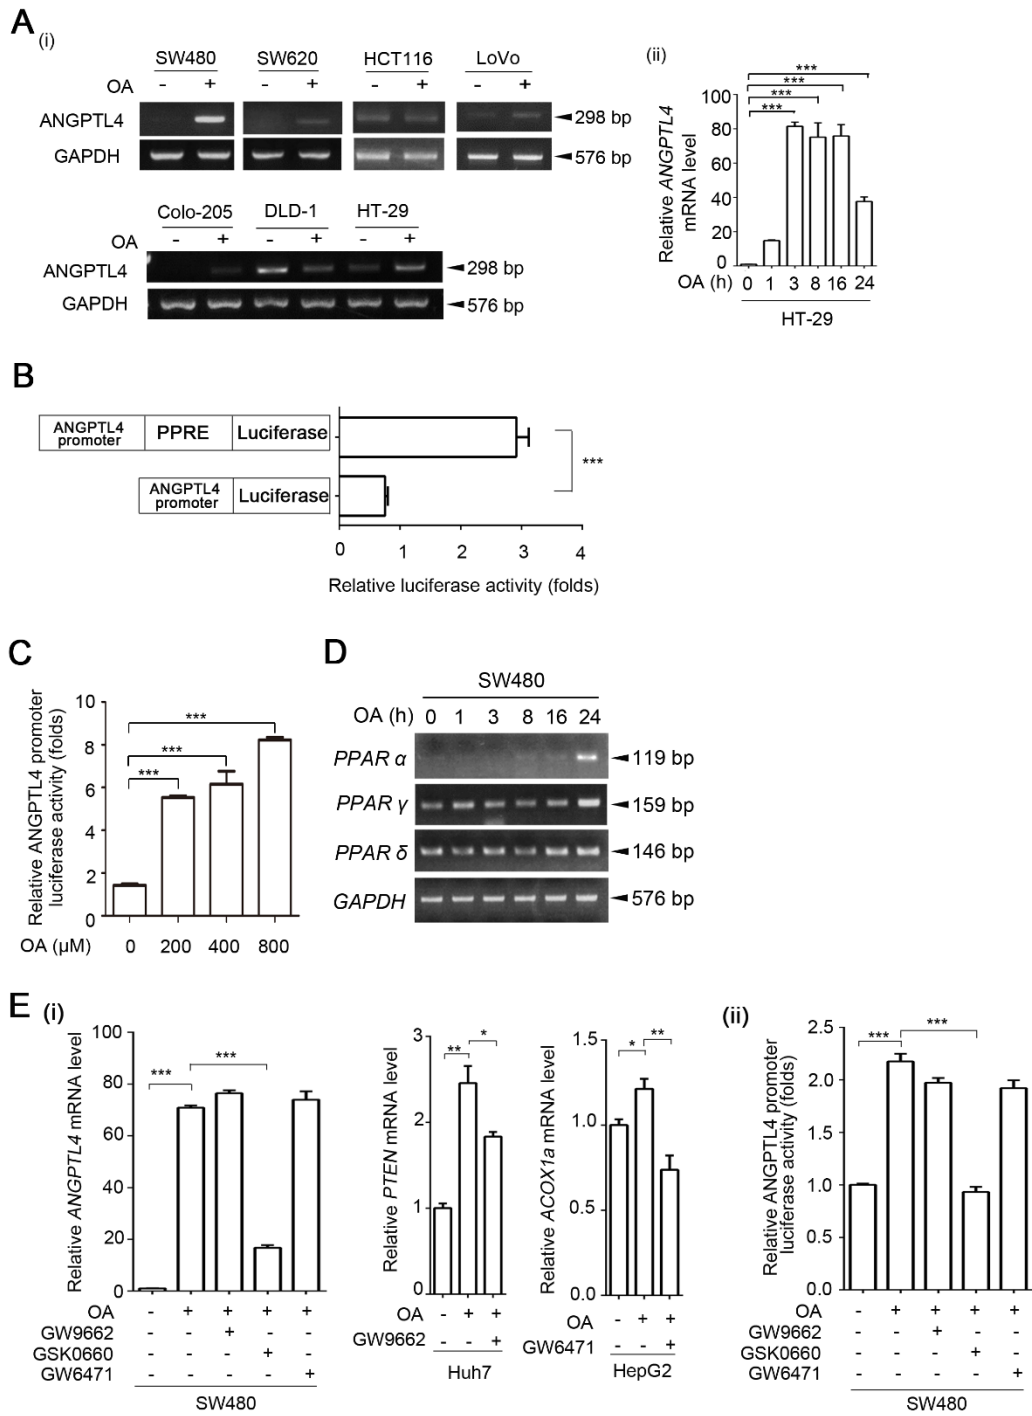 A
(i)
SW480 SW620 HCT116 LoVo
OA - + - + - + - +
ANGPTL4 298 bp
GAPDH 576 bp
Colo-205 DLD-1 HT-29
OA - + - + - +
ANGPTL4 298 bp
GAPDH 576 bp
(ii)
Relative ANGPTL4
mRNA level
***
***
***
***
100
80
60
40
20
0
OA (h) 0 1 3 8 16 24
HT-29
B
ANGPTL4
promoter PPRE Luciferase
ANGPTL4
promoter Luciferase
***
0 1 2 3 4
Relative luciferase activity (folds)
C
Relative ANGPTL4 promoter
luciferase activity (folds)
10
8
6
4
2
0
***
***
***
OA (µM) 0 200 400 800
D
SW480
OA (h) 0 1 3 8 16 24
PPAR α 119 bp
PPAR γ 159 bp
PPAR δ 146 bp
GAPDH 576 bp
E
(i)
Relative ANGPTL4 mRNA level
100
80
60
40
20
0
***
***
OA - + + + +
GW9662 - - + - -
GSK0660 - - - + -
GW6471 - - - - +
SW480
Relative PTEN mRNA level
3
2
1
0
**
*
OA - + +
GW9662 - - +
Huh7
Relative ACOX1a mRNA level
1.5
1.0
0.5
0.0
*
**
OA - + +
GW6471 - - +
HepG2
(ii)
Relative ANGPTL4 promoter
luciferase activity (folds)
2.5
2.0
1.5
1.0
0.5
0.0
***
***
OA - + + + +
GW9662 - - + - -
GSK0660 - - - + -
GW6471 - - - - +
SW480